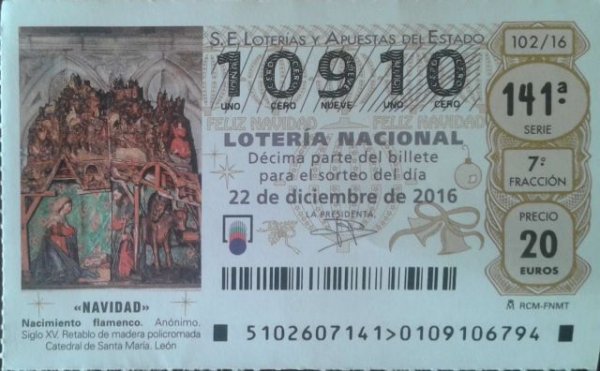 S.E. LOTERÍAS Y APUESTAS DEL ESTADO
102/16
10910
UNO CERO NUEVE UNO CERO
FELIZ NAVIDAD FELIZ NAVIDAD
141ª
SERIE
LOTERÍA NACIONAL
Décima parte del billete
para el sorteo del día
22 de diciembre de 2016
LA PRESIDENTA,
7ª
FRACCIÓN
PRECIO
20
EUROS
RCM-FNMT
«NAVIDAD»
Nacimiento flamenco. Anónimo.
Siglo XV. Retablo de madera policromada
Catedral de Santa María. León
5102607141>0109106794